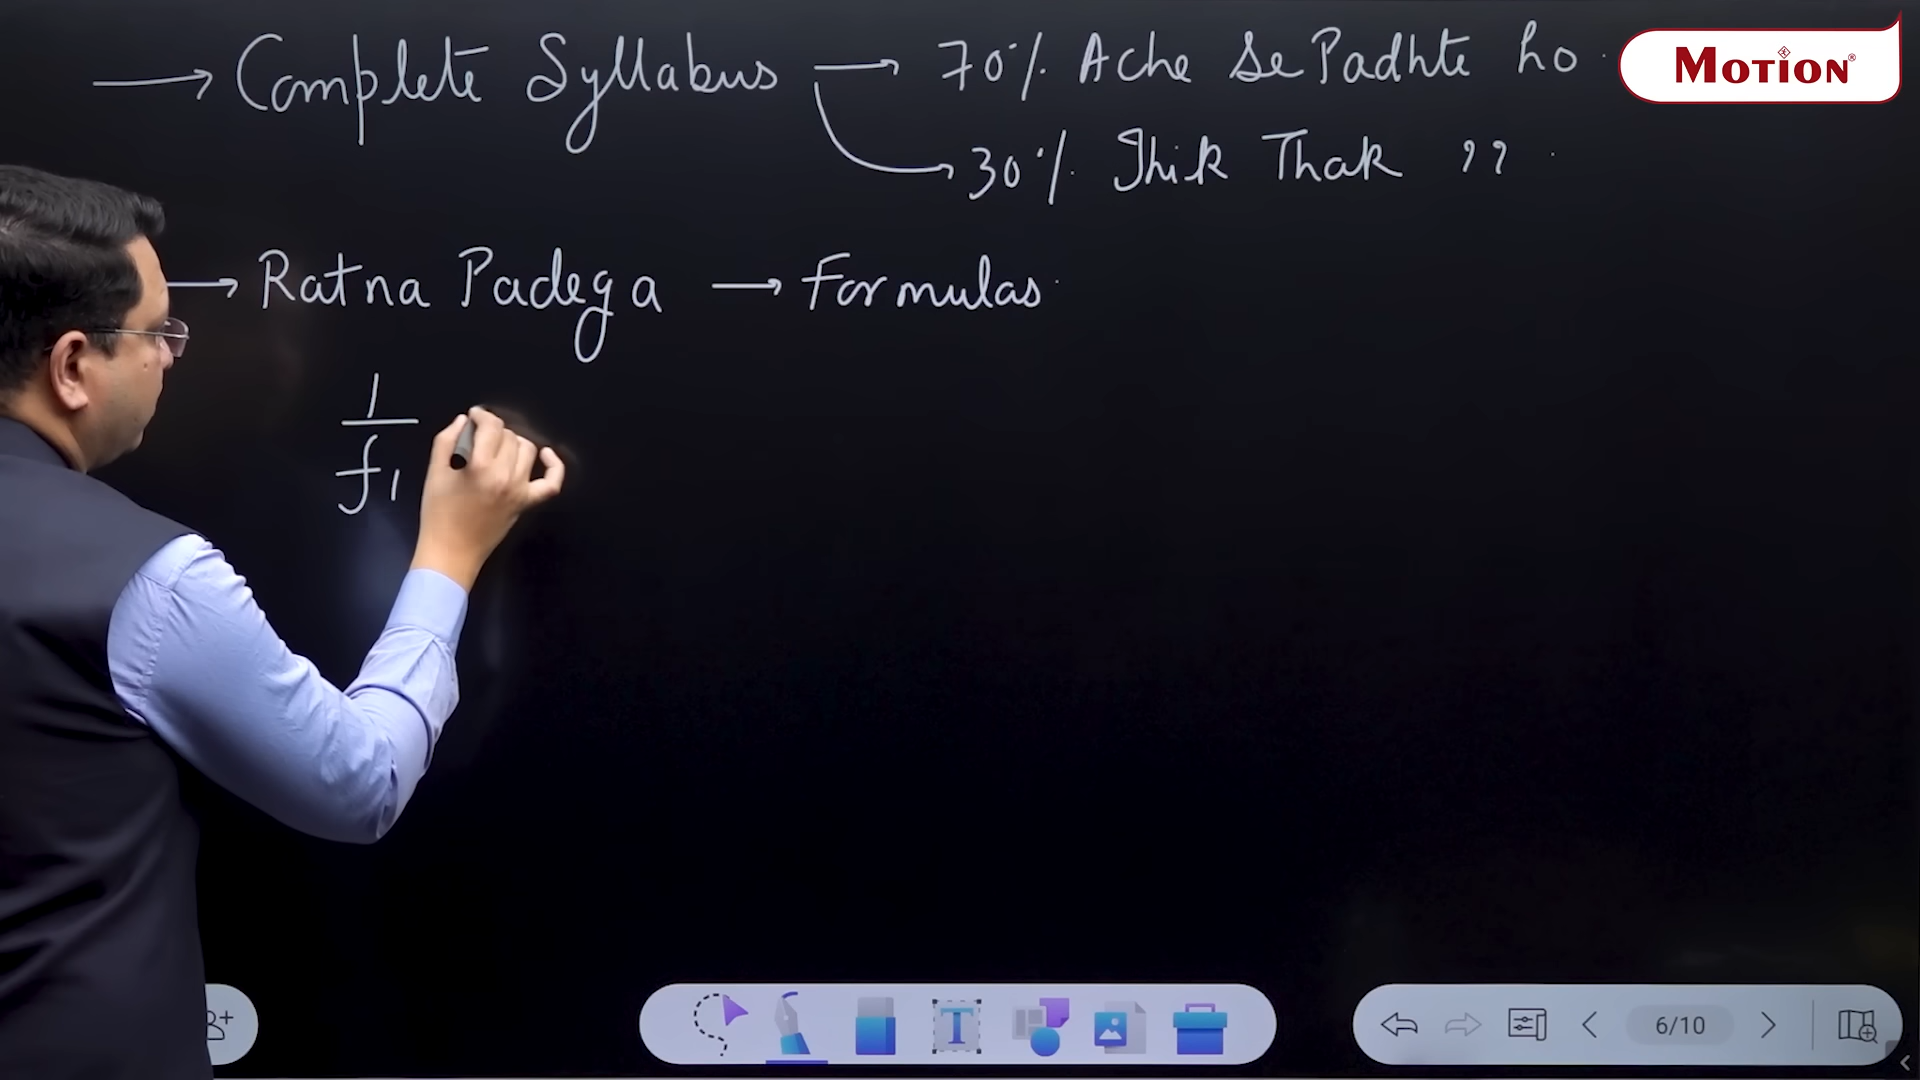 → Complete Syllabus → 70% Ache Se Padhte ho
MOTION®
→ 30% Thik Thak ,,
→ Ratna Padega → Formulas
1
f1
T
6/10